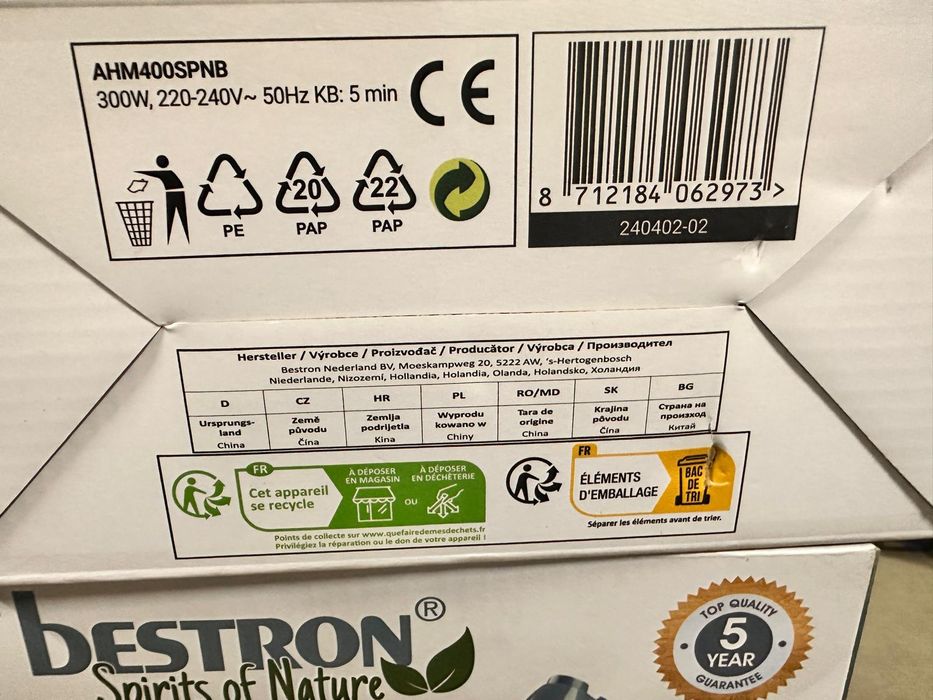 AHM400SPNB
300W, 220-240V~ 50Hz KB: 5 min
CE
PE
20
PAP
22
PAP
8 712184 062973 >
240402-02
Hersteller / Výrobce / Proizvođač / Producător / Výrobca / Производител
Bestron Nederland BV, Moeskampweg 20, 5222 AW, 's-Hertogenbosch
Niederlande, Nizozemí, Hollandia, Holandia, Olanda, Holandsko, Холандия
D CZ HR PL RO/MD SK BG
Ursprungs-
land
Země
původu
Zemlja
podrijetla
Wyprodu
kowano w
Tara de
origine
Krajina
pôvodu
Страна на
произход
China Čína Kina Chiny China Čína Китай
FR
Cet appareil
se recycle
À DÉPOSER
EN MAGASIN
OU
À DÉPOSER
EN DÉCHÈTERIE
Points de collecte sur www.quefairedemesdechets.fr
Privilégiez la réparation ou le don de votre appareil !
FR
ÉLÉMENTS
D'EMBALLAGE
BAC
DE
TRI
Séparer les éléments avant de trier.
bESTRON®
Spirits of Nature
TOP QUALITY
5
YEAR
GUARANTEE